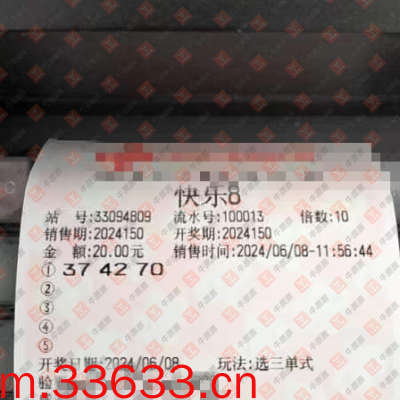 快乐8
站 号:33094809 流水号:100013 倍数:10
销售期:2024150 开奖期:2024150
金 额:20.00元 销售时间:2024/06/08-11:56:44
① 37 42 70
②
③
④
⑤
开奖日期:2024/06/08 玩法:选三单式
验
m.33633.cn